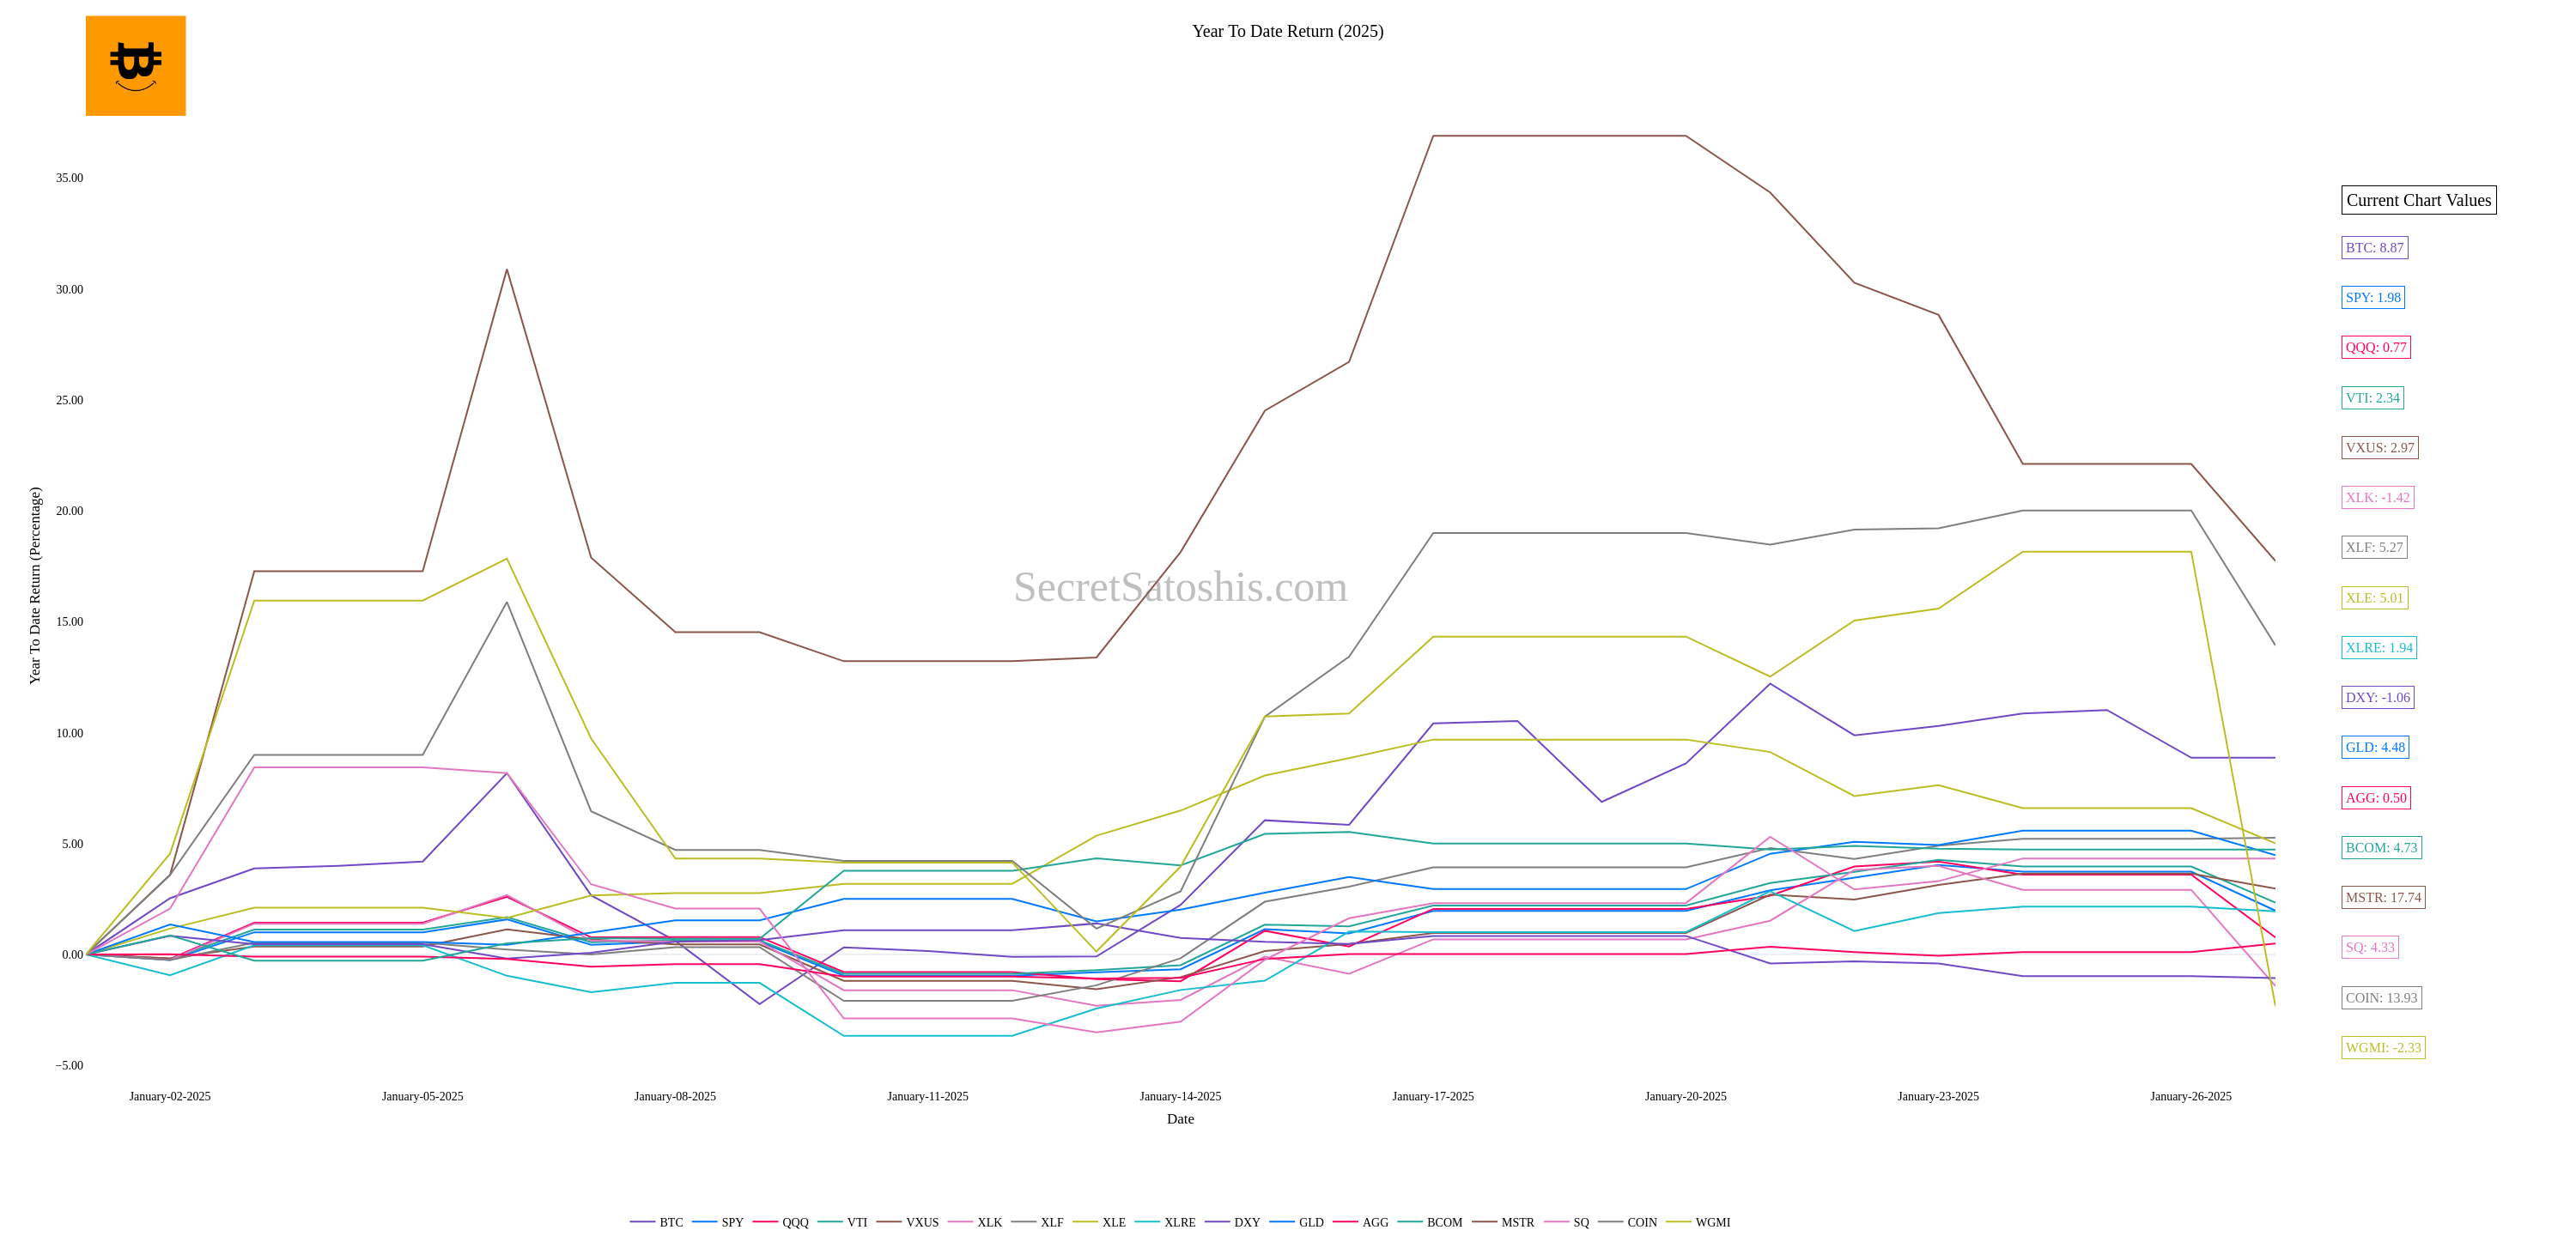 Year To Date Return (2025)
35.00
30.00
25.00
20.00
15.00
10.00
5.00
0.00
−5.00
Year To Date Return (Percentage)
SecretSatoshis.com
January-02-2025 January-05-2025 January-08-2025 January-11-2025 January-14-2025 January-17-2025 January-20-2025 January-23-2025 January-26-2025
Date
Current Chart Values
BTC: 8.87
SPY: 1.98
QQQ: 0.77
VTI: 2.34
VXUS: 2.97
XLK: -1.42
XLF: 5.27
XLE: 5.01
XLRE: 1.94
DXY: -1.06
GLD: 4.48
AGG: 0.50
BCOM: 4.73
MSTR: 17.74
SQ: 4.33
COIN: 13.93
WGMI: -2.33
BTC SPY QQQ VTI VXUS XLK XLF XLE XLRE DXY GLD AGG BCOM MSTR SQ COIN WGMI